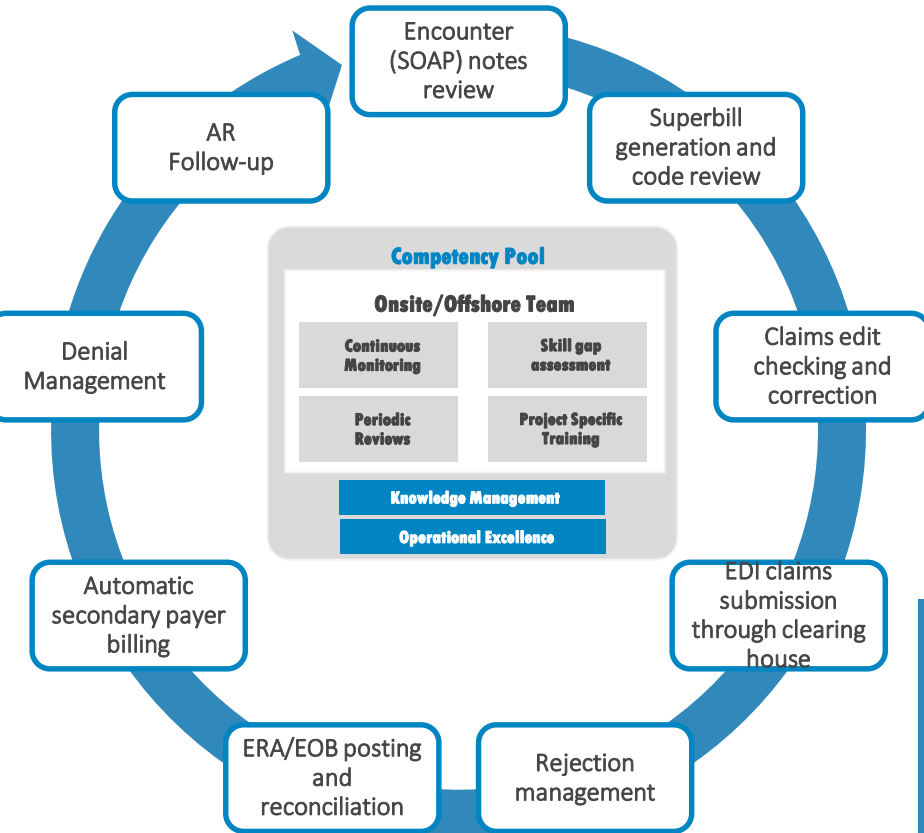 Encounter
(SOAP) notes
review
Superbill
generation and
code review
Claims edit
checking and
correction
EDI claims
submission
through clearing
house
Rejection
management
ERA/EOB posting
and
reconciliation
Automatic
secondary payer
billing
Denial
Management
AR
Follow-up
Competency Pool
Onsite/Offshore Team
Continuous
Monitoring
Skill gap
assessment
Periodic
Reviews
Project Specific
Training
Knowledge Management
Operational Excellence